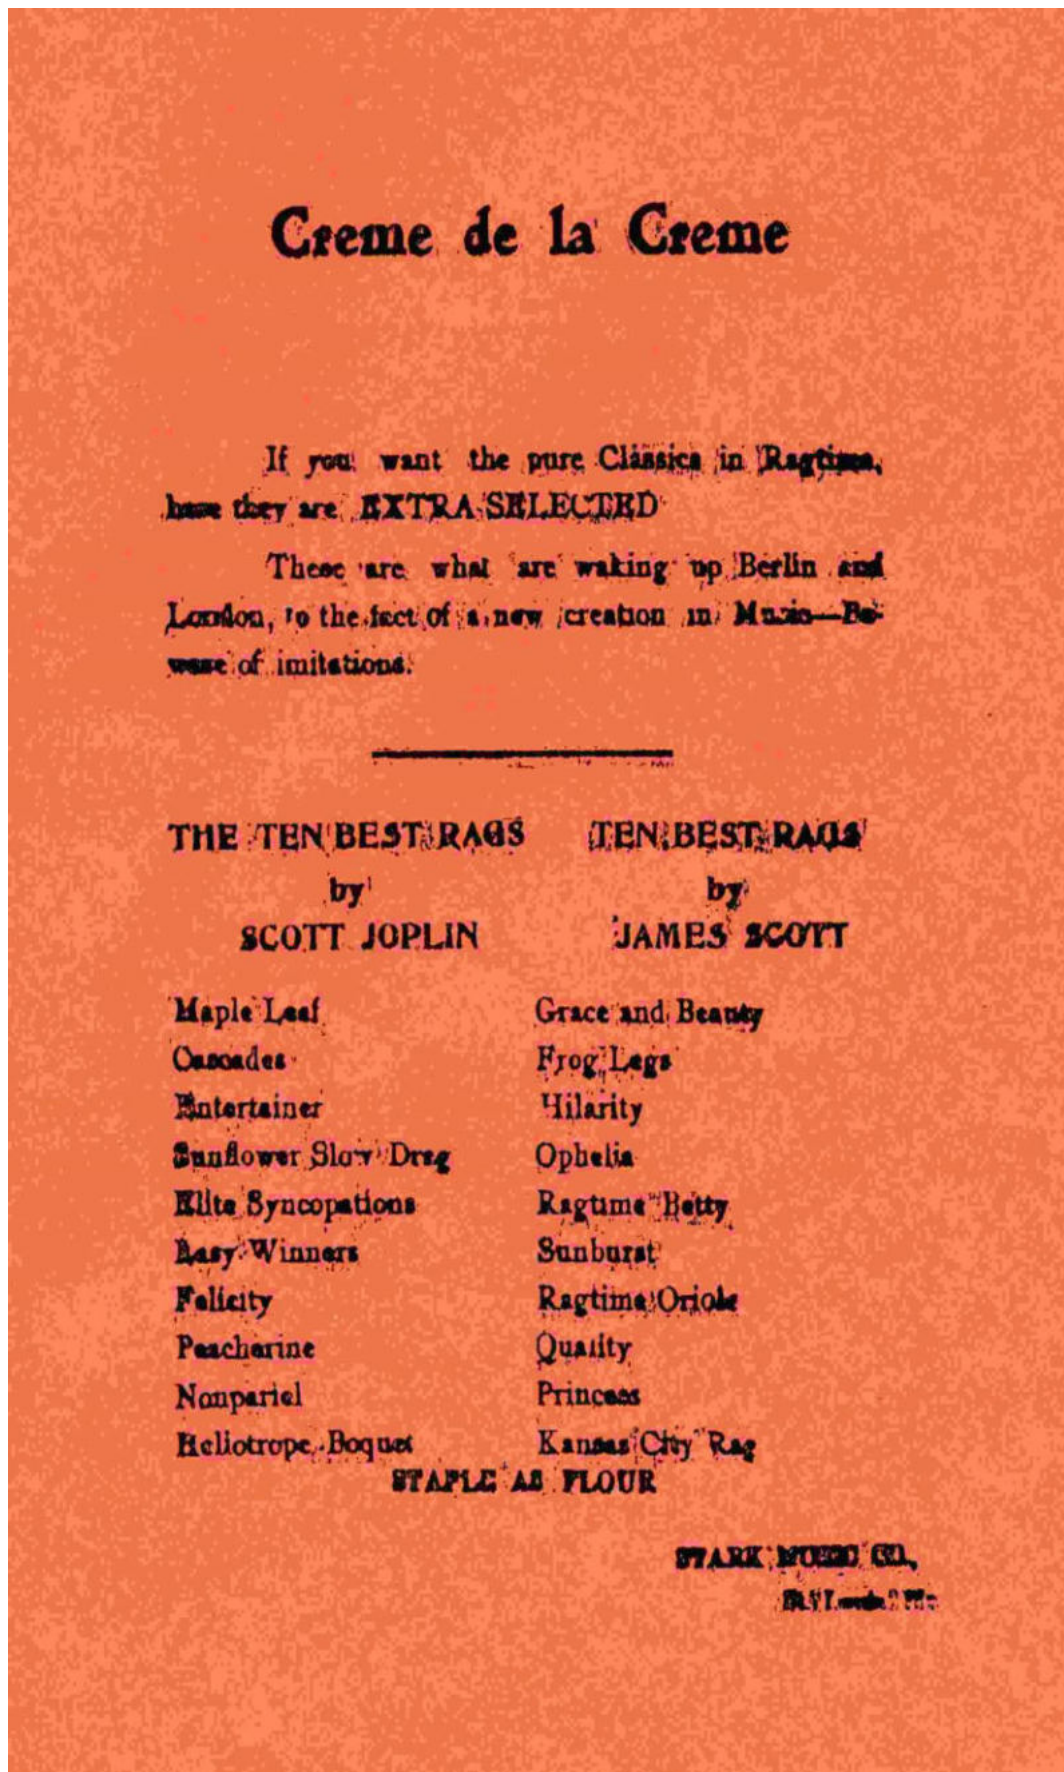 Creme de la Creme
If you want the pure Classics in Ragtime,
here they are EXTRA SELECTED
These are what are waking up Berlin and
London, to the fact of a new creation in Music—Be-
ware of imitations.
THE TEN BEST RAGS
by
SCOTT JOPLIN
Maple Leaf
Cascades
Entertainer
Sunflower Slow Drag
Elite Syncopations
Easy Winners
Felicity
Peacherine
Nonpariel
Heliotrope Boquet
TEN BEST RAGS
by
JAMES SCOTT
Grace and Beauty
Frog Legs
Hilarity
Ophelia
Ragtime Betty
Sunburst
Ragtime Oriole
Quality
Princess
Kansas City Rag
STAPLE AS FLOUR
STARK MUSIC CO.,
St. Louis, Mo.